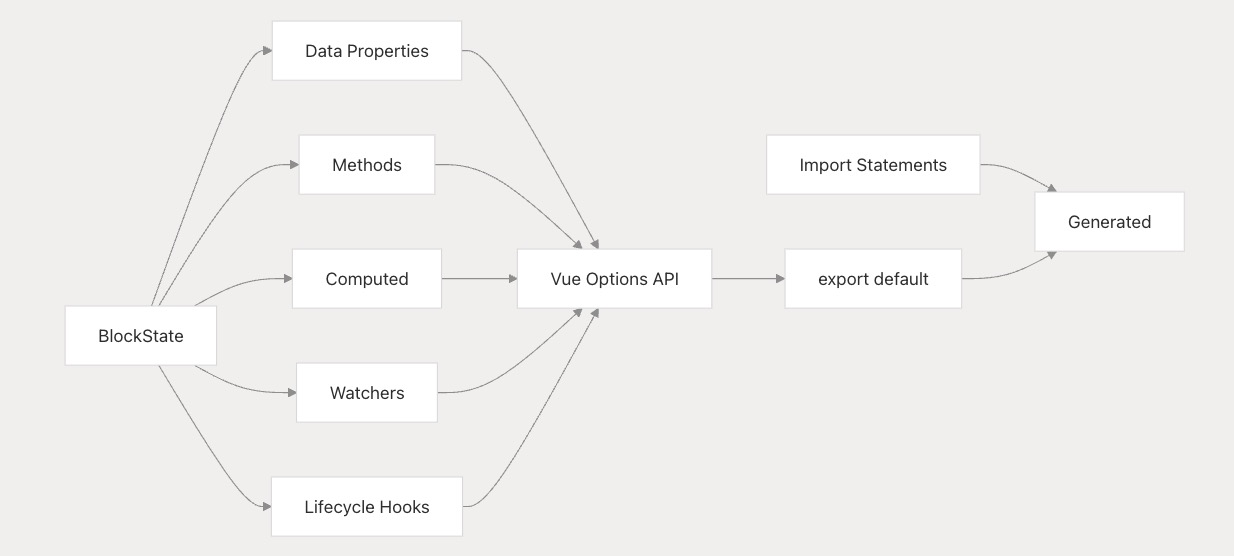 Data Properties
Methods
Import Statements
Generated
Computed
Vue Options API
export default
BlockState
Watchers
Lifecycle Hooks